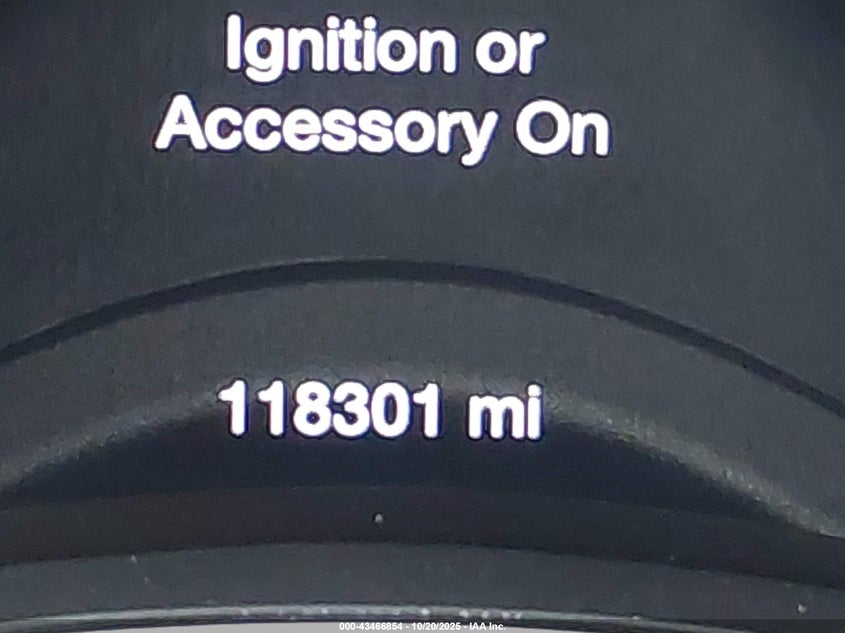 Ignition or
Accessory On
118301 mi
000-43466854 - 10/20/2025 - IAA Inc.